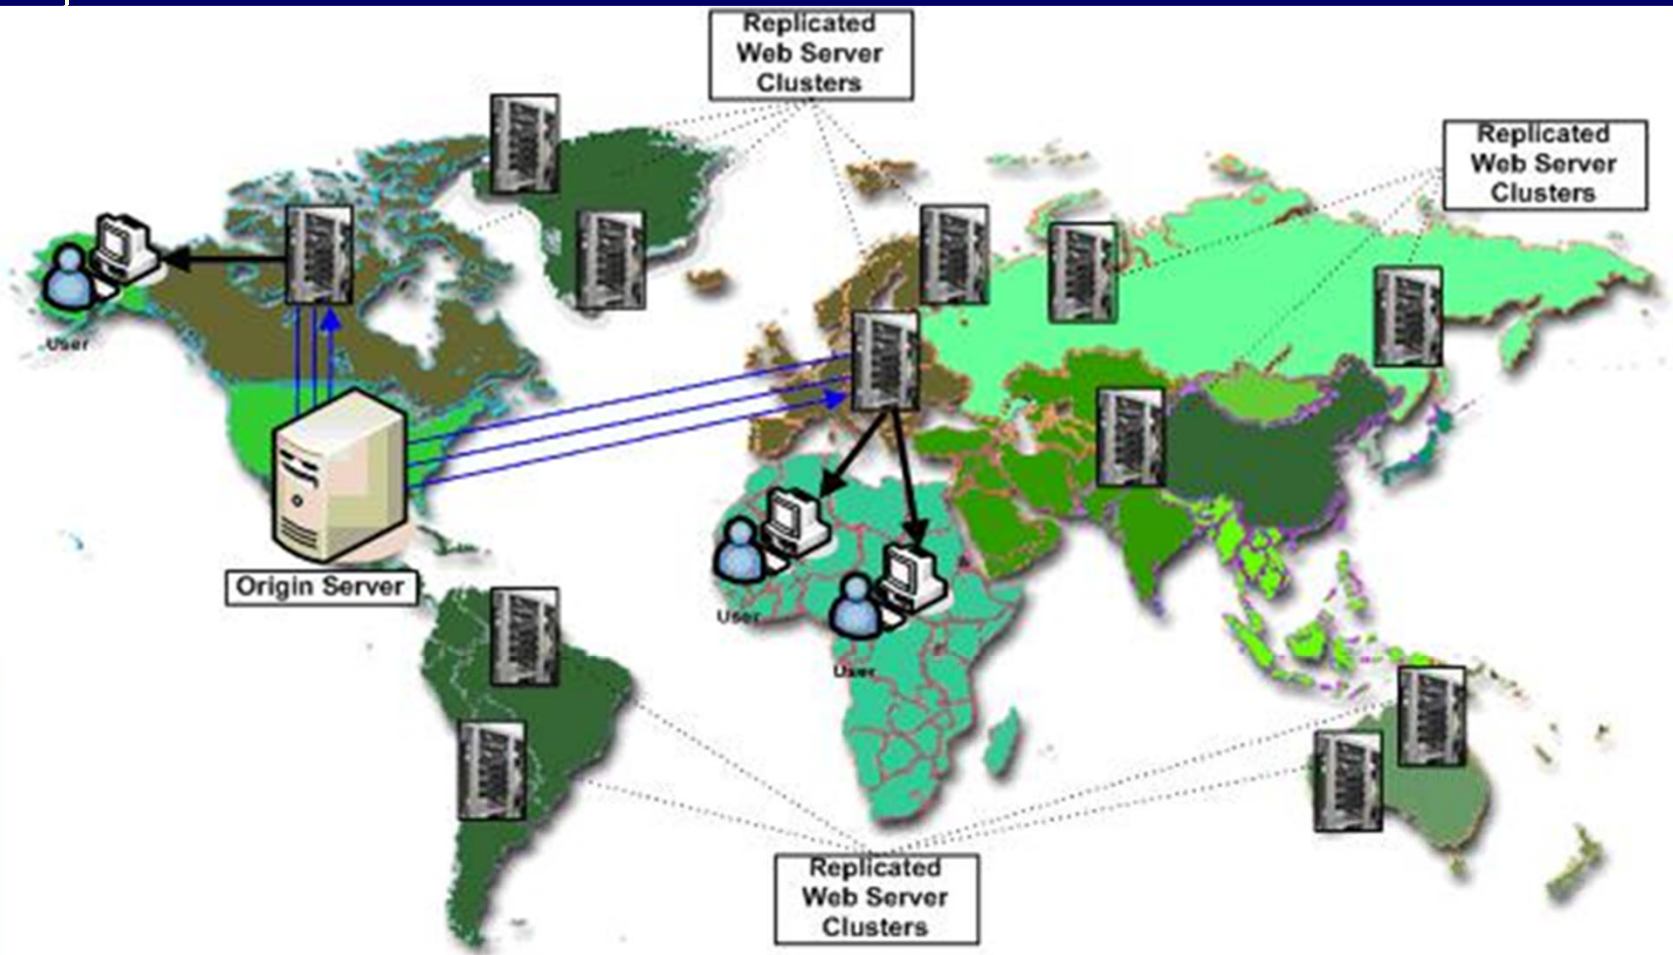 Replicated
Web Server
Clusters
Replicated
Web Server
Clusters
User
Origin Server
User
User
Replicated
Web Server
Clusters